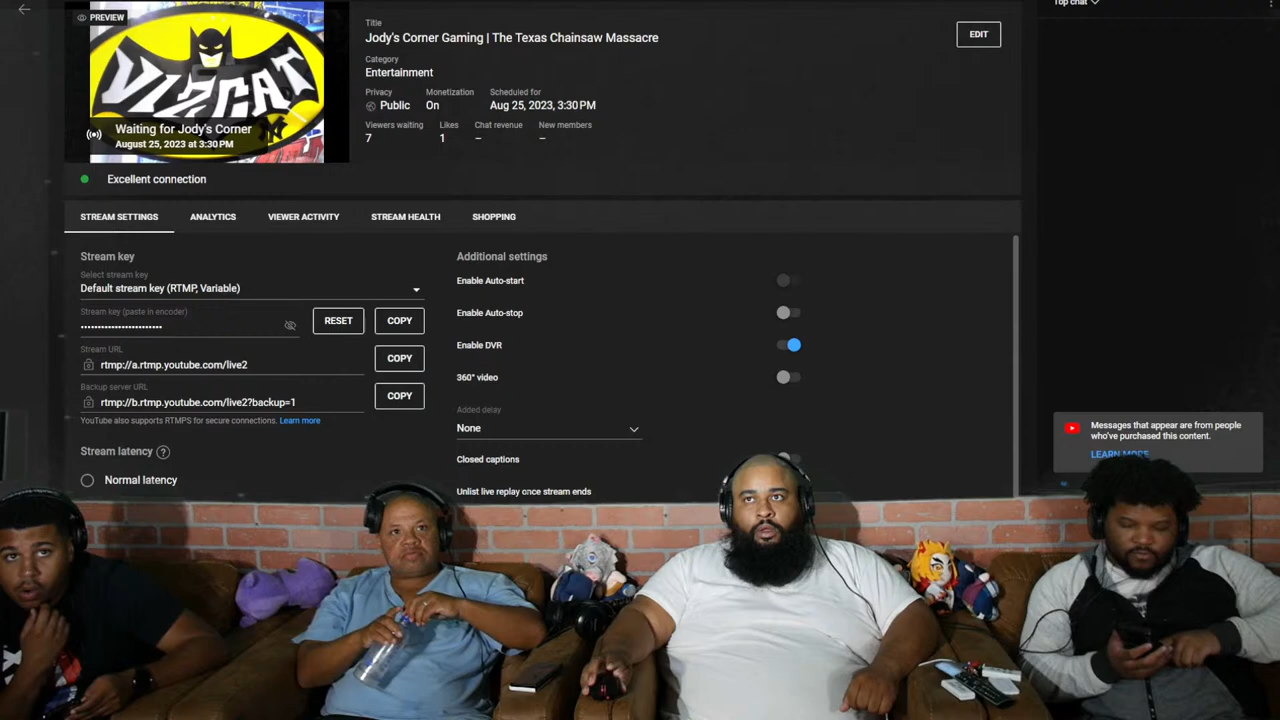 PREVIEW
VIZCAT
Waiting for Jody's Corner
August 25, 2023 at 3:30 PM
Title
Jody's Corner Gaming | The Texas Chainsaw Massacre
EDIT
Category
Entertainment
Privacy
Monetization
Scheduled for
Public
On
Aug 25, 2023, 3:30 PM
Viewers waiting
Likes
Chat revenue
New members
7
1
–
–
Top chat
Excellent connection
STREAM SETTINGS
ANALYTICS
VIEWER ACTIVITY
STREAM HEALTH
SHOPPING
Stream key
Select stream key
Default stream key (RTMP, Variable)
Stream key (paste in encoder)
••••••••••••••••••••••••
RESET
COPY
Stream URL
rtmp://a.rtmp.youtube.com/live2
COPY
Backup server URL
rtmp://b.rtmp.youtube.com/live2?backup=1
COPY
YouTube also supports RTMPS for secure connections. Learn more
Stream latency ?
Normal latency
Additional settings
Enable Auto-start
Enable Auto-stop
Enable DVR
360° video
Added delay
None
Closed captions
Unlist live replay once stream ends
Messages that appear are from people
who've purchased this content.
LEARN MORE